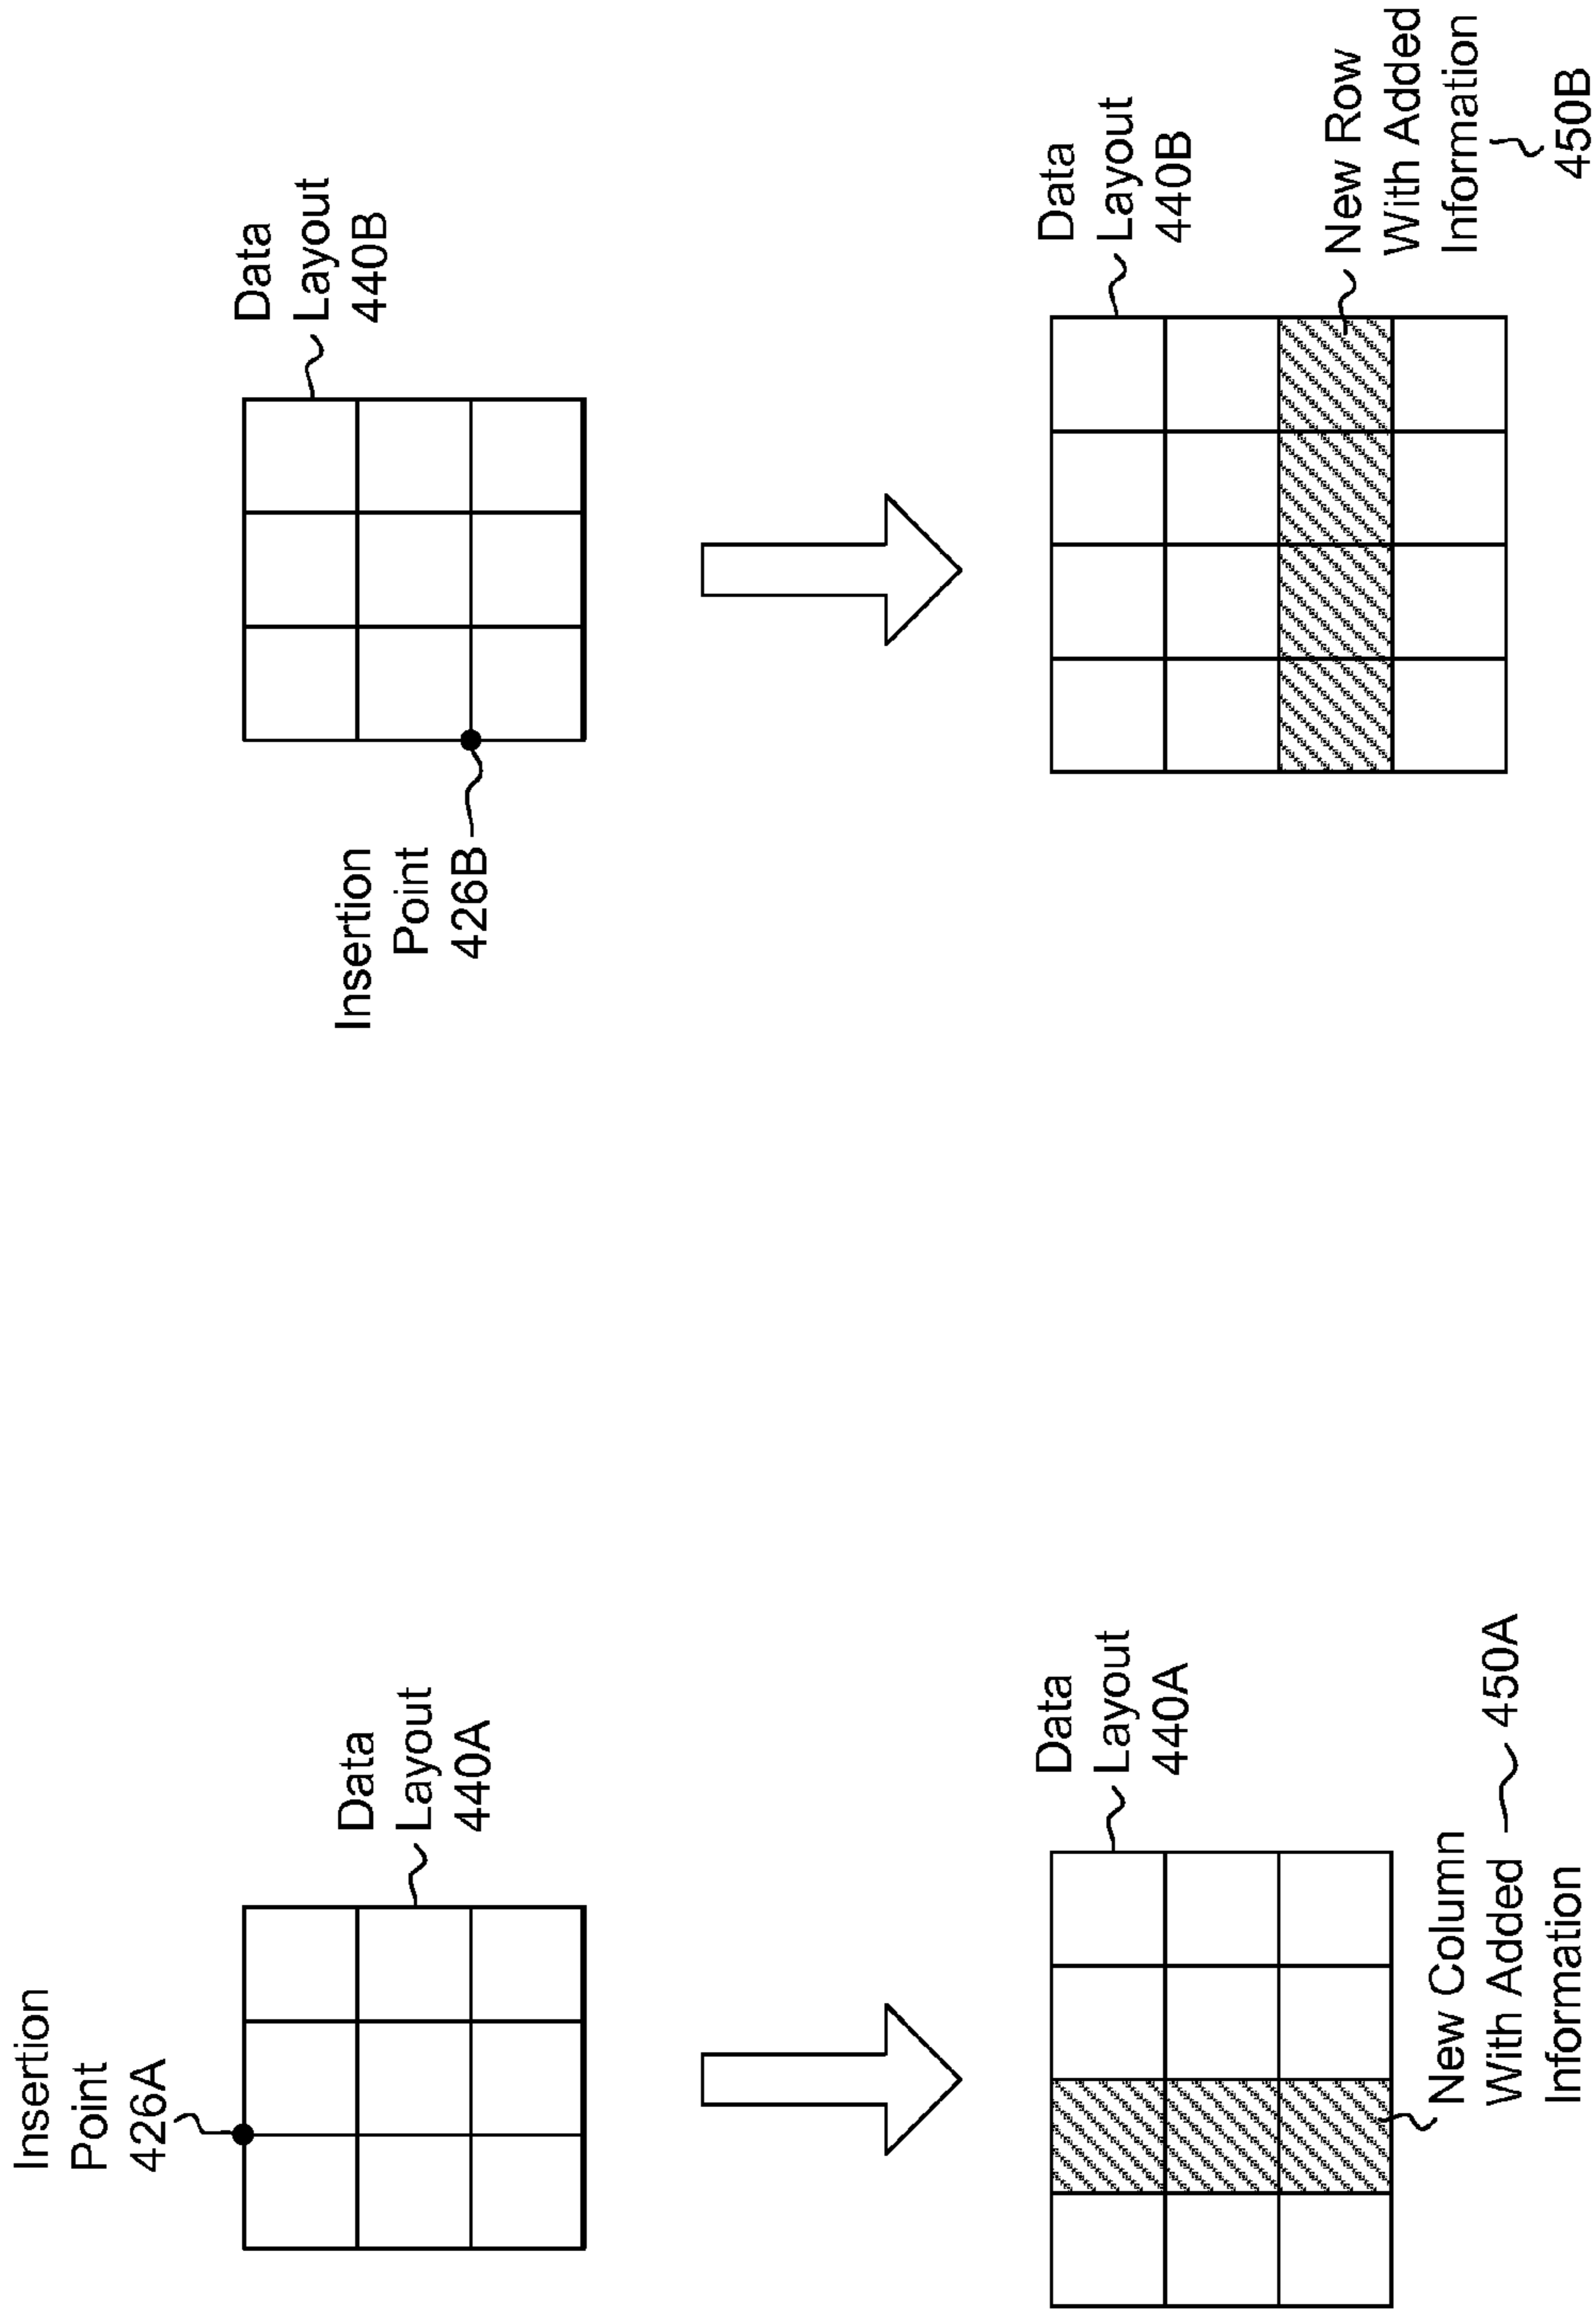 Insertion
Point
426A
Data
Layout
440A
Data
Layout
440A
New Column
With Added
Information
450A
Insertion
Point
426B
Data
Layout
440B
Data
Layout
440B
New Row
With Added
Information
450B